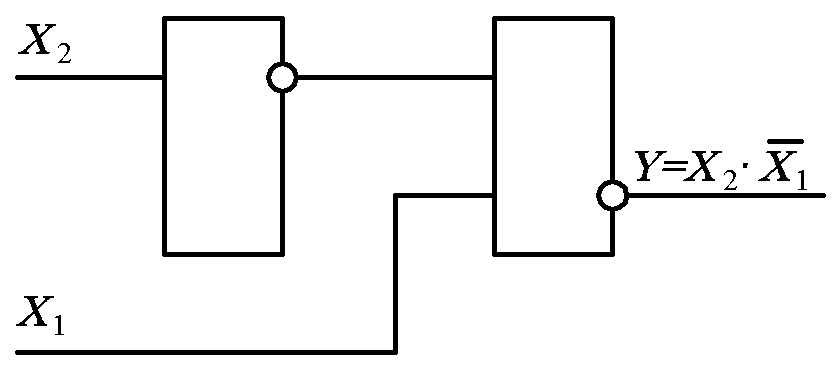 X₂
Y=X₂·X̅₁
X₁